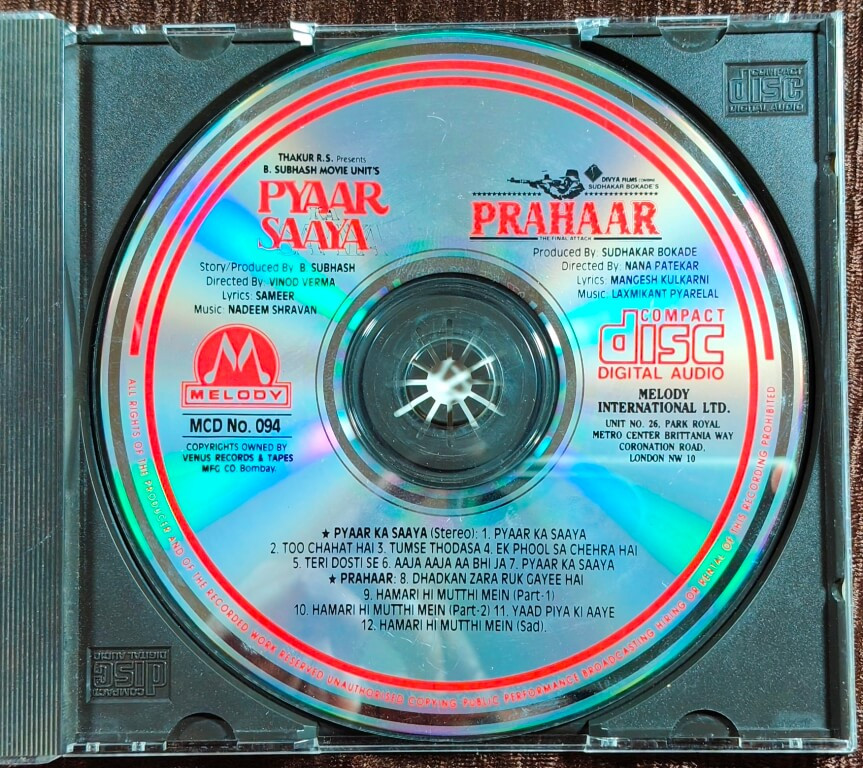 COMPACT
disc
DIGITAL AUDIO
THAKUR R.S. Presents
B. SUBHASH MOVIE UNIT'S
PYAAR
KA
SAAYA
Story/Produced By: B. SUBHASH
Directed By: VINOD VERMA
Lyrics: SAMEER
Music: NADEEM SHRAVAN
DIVYA FILMS
SUDHAKAR BOKADE'S
PRAHAAR
THE FINAL ATTACK
Produced By: SUDHAKAR BOKADE
Directed By: NANA PATEKAR
Lyrics: MANGESH KULKARNI
Music: LAXMIKANT PYARELAL
MELODY
MCD No. 094
COPYRIGHTS OWNED BY
VENUS RECORDS & TAPES
MFG CO. Bombay.
COMPACT
disc
DIGITAL AUDIO
MELODY
INTERNATIONAL LTD.
UNIT NO. 26, PARK ROYAL
METRO CENTER BRITTANIA WAY
CORONATION ROAD,
LONDON NW 10
★ PYAAR KA SAAYA (Stereo): 1. PYAAR KA SAAYA
2. TOO CHAHAT HAI 3. TUMSE THODASA 4. EK PHOOL SA CHEHRA HAI
5. TERI DOSTI SE 6. AAJA AAJA AA BHI JA 7. PYAAR KA SAAYA
★ PRAHAAR: 8. DHADKAN ZARA RUK GAYEE HAI
9. HAMARI HI MUTTHI MEIN (Part-1)
10. HAMARI HI MUTTHI MEIN (Part-2) 11. YAAD PIYA KI AAYE
12. HAMARI HI MUTTHI MEIN (Sad).
ALL RIGHTS OF THE PRODUCER AND OF THE RECORDED WORK RESERVED UNAUTHORISED COPYING PUBLIC PERFORMANCE BROADCASTING HIRING OR RENTAL OF THIS RECORDING PROHIBITED
COMPACT
disc
DIGITAL AUDIO